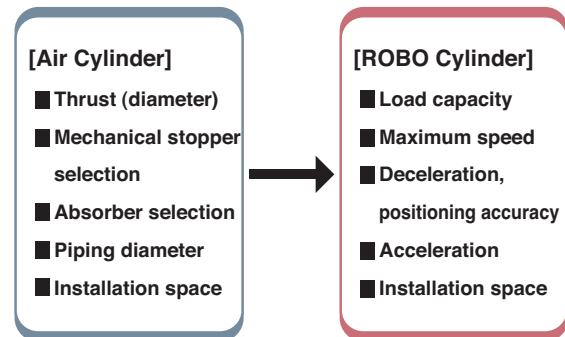 [Air Cylinder]
■ Thrust (diameter)
■ Mechanical stopper
selection
■ Absorber selection
■ Piping diameter
■ Installation space
[ROBO Cylinder]
■ Load capacity
■ Maximum speed
■ Deceleration,
positioning accuracy
■ Acceleration
■ Installation space